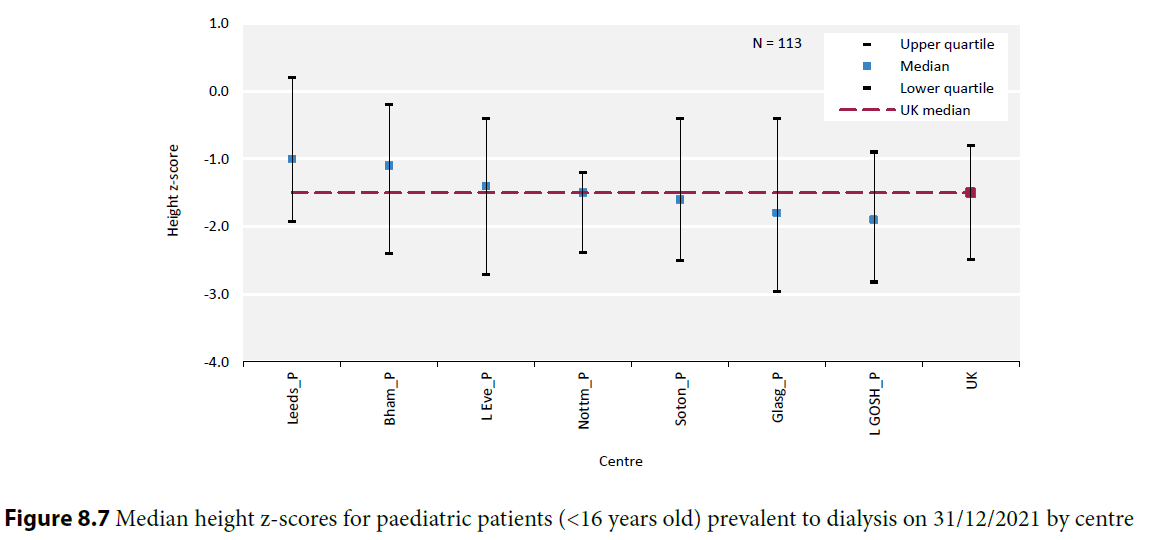 1.0
0.0
-1.0
-2.0
-3.0
-4.0
Height z-score
N = 113
Upper quartile
Median
Lower quartile
UK median
Leeds_P
Bham_P
L Eve_P
Nottm_P
Soton_P
Glasg_P
L GOSH_P
UK
Centre
Figure 8.7 Median height z-scores for paediatric patients (<16 years old) prevalent to dialysis on 31/12/2021 by centre